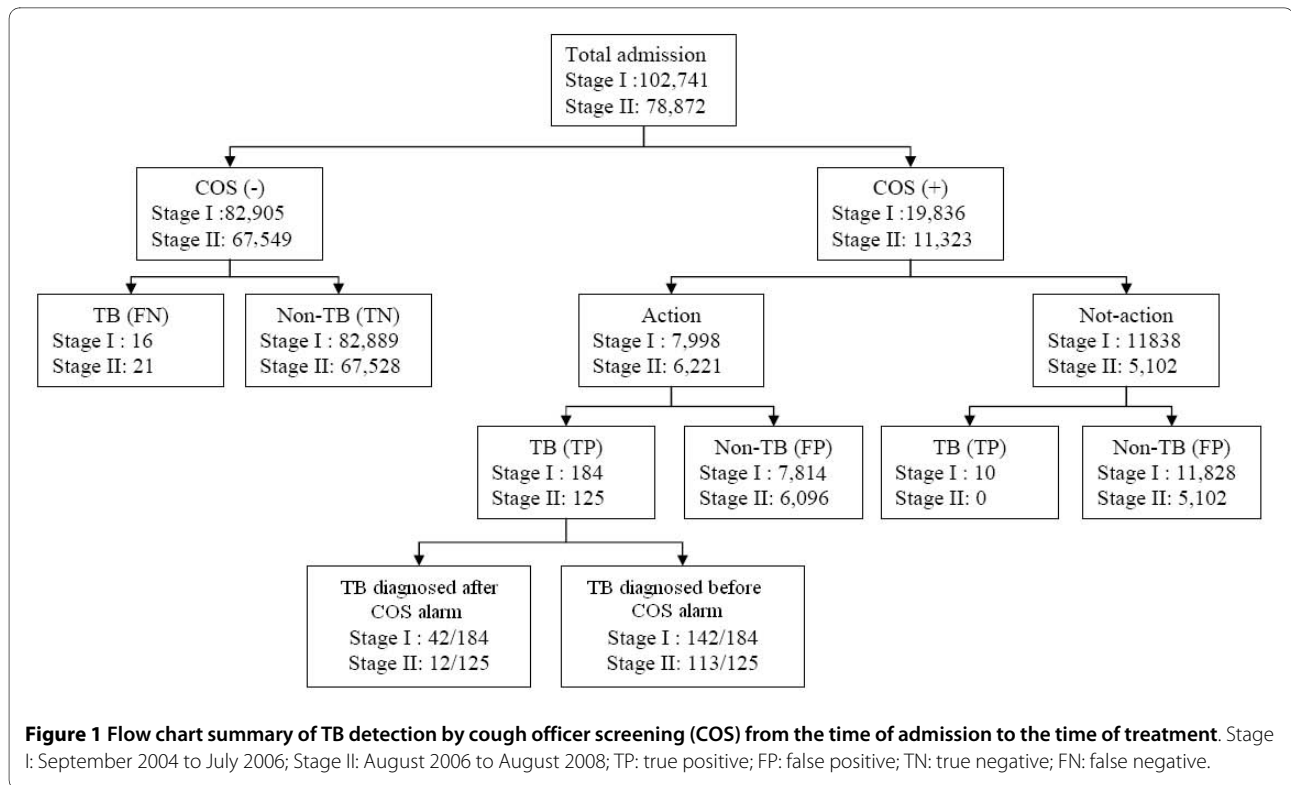 Total admission
Stage I :102,741
Stage II: 78,872
COS (-)
Stage I :82,905
Stage II: 67,549
COS (+)
Stage I :19,836
Stage II: 11,323
TB (FN)
Stage I : 16
Stage II: 21
Non-TB (TN)
Stage I : 82,889
Stage II: 67,528
Action
Stage I : 7,998
Stage II: 6,221
Not-action
Stage I : 11838
Stage II: 5,102
TB (TP)
Stage I : 184
Stage II: 125
Non-TB (FP)
Stage I : 7,814
Stage II: 6,096
TB (TP)
Stage I : 10
Stage II: 0
Non-TB (FP)
Stage I : 11,828
Stage II: 5,102
TB diagnosed after
COS alarm
Stage I : 42/184
Stage II: 12/125
TB diagnosed before
COS alarm
Stage I : 142/184
Stage II: 113/125
Figure 1 Flow chart summary of TB detection by cough officer screening (COS) from the time of admission to the time of treatment. Stage
I: September 2004 to July 2006; Stage II: August 2006 to August 2008; TP: true positive; FP: false positive; TN: true negative; FN: false negative.